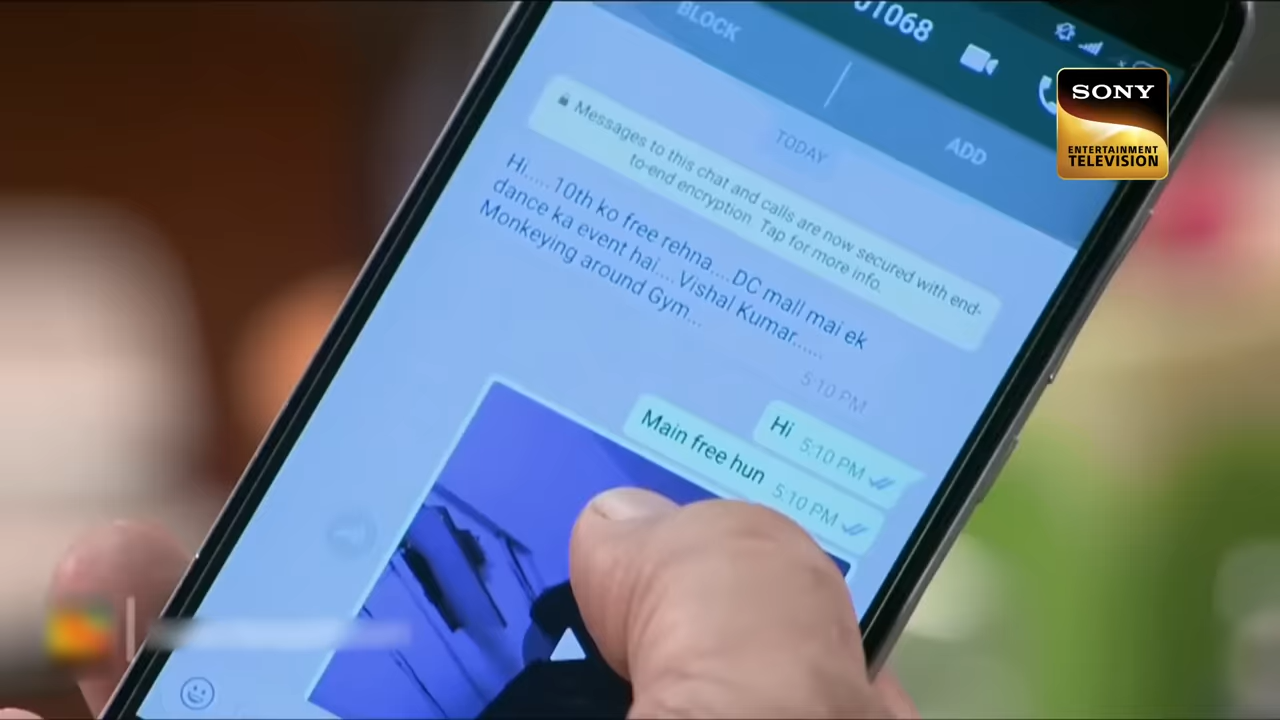 01068
BLOCK
ADD
TODAY
Messages to this chat and calls are now secured with end-
to-end encryption. Tap for more info.
Hi..... 10th ko free rehna....DC mall mai ek
dance ka event hai.... Vishal Kumar......
Monkeying around Gym...
5:10 PM
Hi 5:10 PM
Main free hun 5:10 PM
SONY
ENTERTAINMENT
TELEVISION